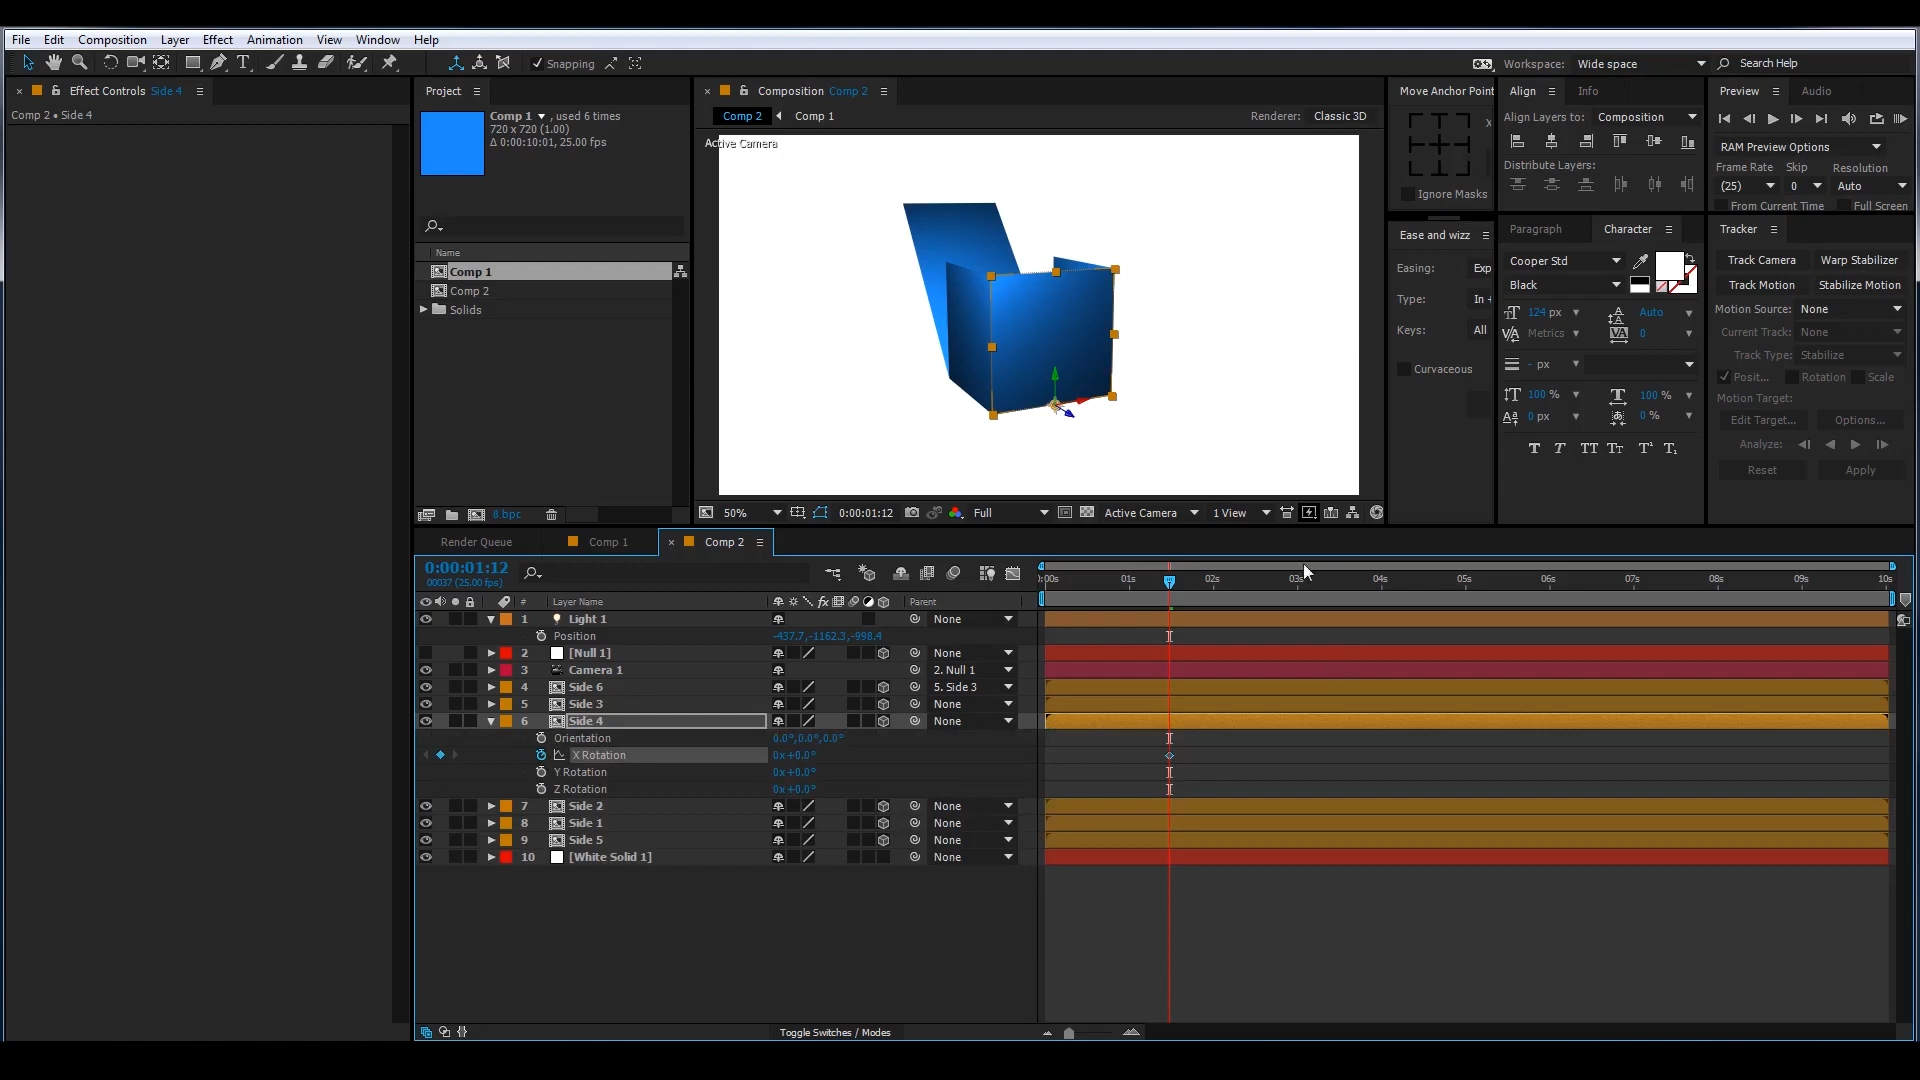 File Edit Composition Layer Effect Animation View Window Help
Snapping
Workspace: Wide space
Search Help
Effect Controls Side 4
Comp 2 • Side 4
Project
Comp 1 , used 6 times
720 x 720 (1.00)
Δ 0:00:10:01, 25.00 fps
Name
Comp 1
Comp 2
Solids
8 bpc
Composition Comp 2
Comp 2 Comp 1
Renderer: Classic 3D
Active Camera
50% 0:00:01:12 Full Active Camera 1 View
Move Anchor Point
X
Ignore Masks
Ease and wizz
Easing: Exp
Type: In +
Keys: All
Curvaceous
Align Info
Align Layers to: Composition
Distribute Layers:
Paragraph Character
Cooper Std
Black
124 px Auto
Metrics 0
- px
100 % 100 %
0 px 0 %
T T TT Tt T¹ T₁
Preview Audio
RAM Preview Options
Frame Rate Skip Resolution
(25) 0 Auto
From Current Time Full Screen
Tracker
Track Camera Warp Stabilizer
Track Motion Stabilize Motion
Motion Source: None
Current Track: None
Track Type: Stabilize
Posit... Rotation Scale
Motion Target:
Edit Target... Options...
Analyze:
Reset Apply
Render Queue Comp 1 Comp 2
0:00:01:12
00037 (25.00 fps)
:00s 01s 02s 03s 04s 05s 06s 07s 08s 09s 10s
# Layer Name Parent
1 Light 1 None
Position -437.7,-1162.3,-998.4
2 [Null 1] None
3 Camera 1 2. Null 1
4 Side 6 5. Side 3
5 Side 3 None
6 Side 4 None
Orientation 0.0°,0.0°,0.0°
X Rotation 0x+0.0°
Y Rotation 0x+0.0°
Z Rotation 0x+0.0°
7 Side 2 None
8 Side 1 None
9 Side 5 None
10 [White Solid 1] None
Toggle Switches / Modes